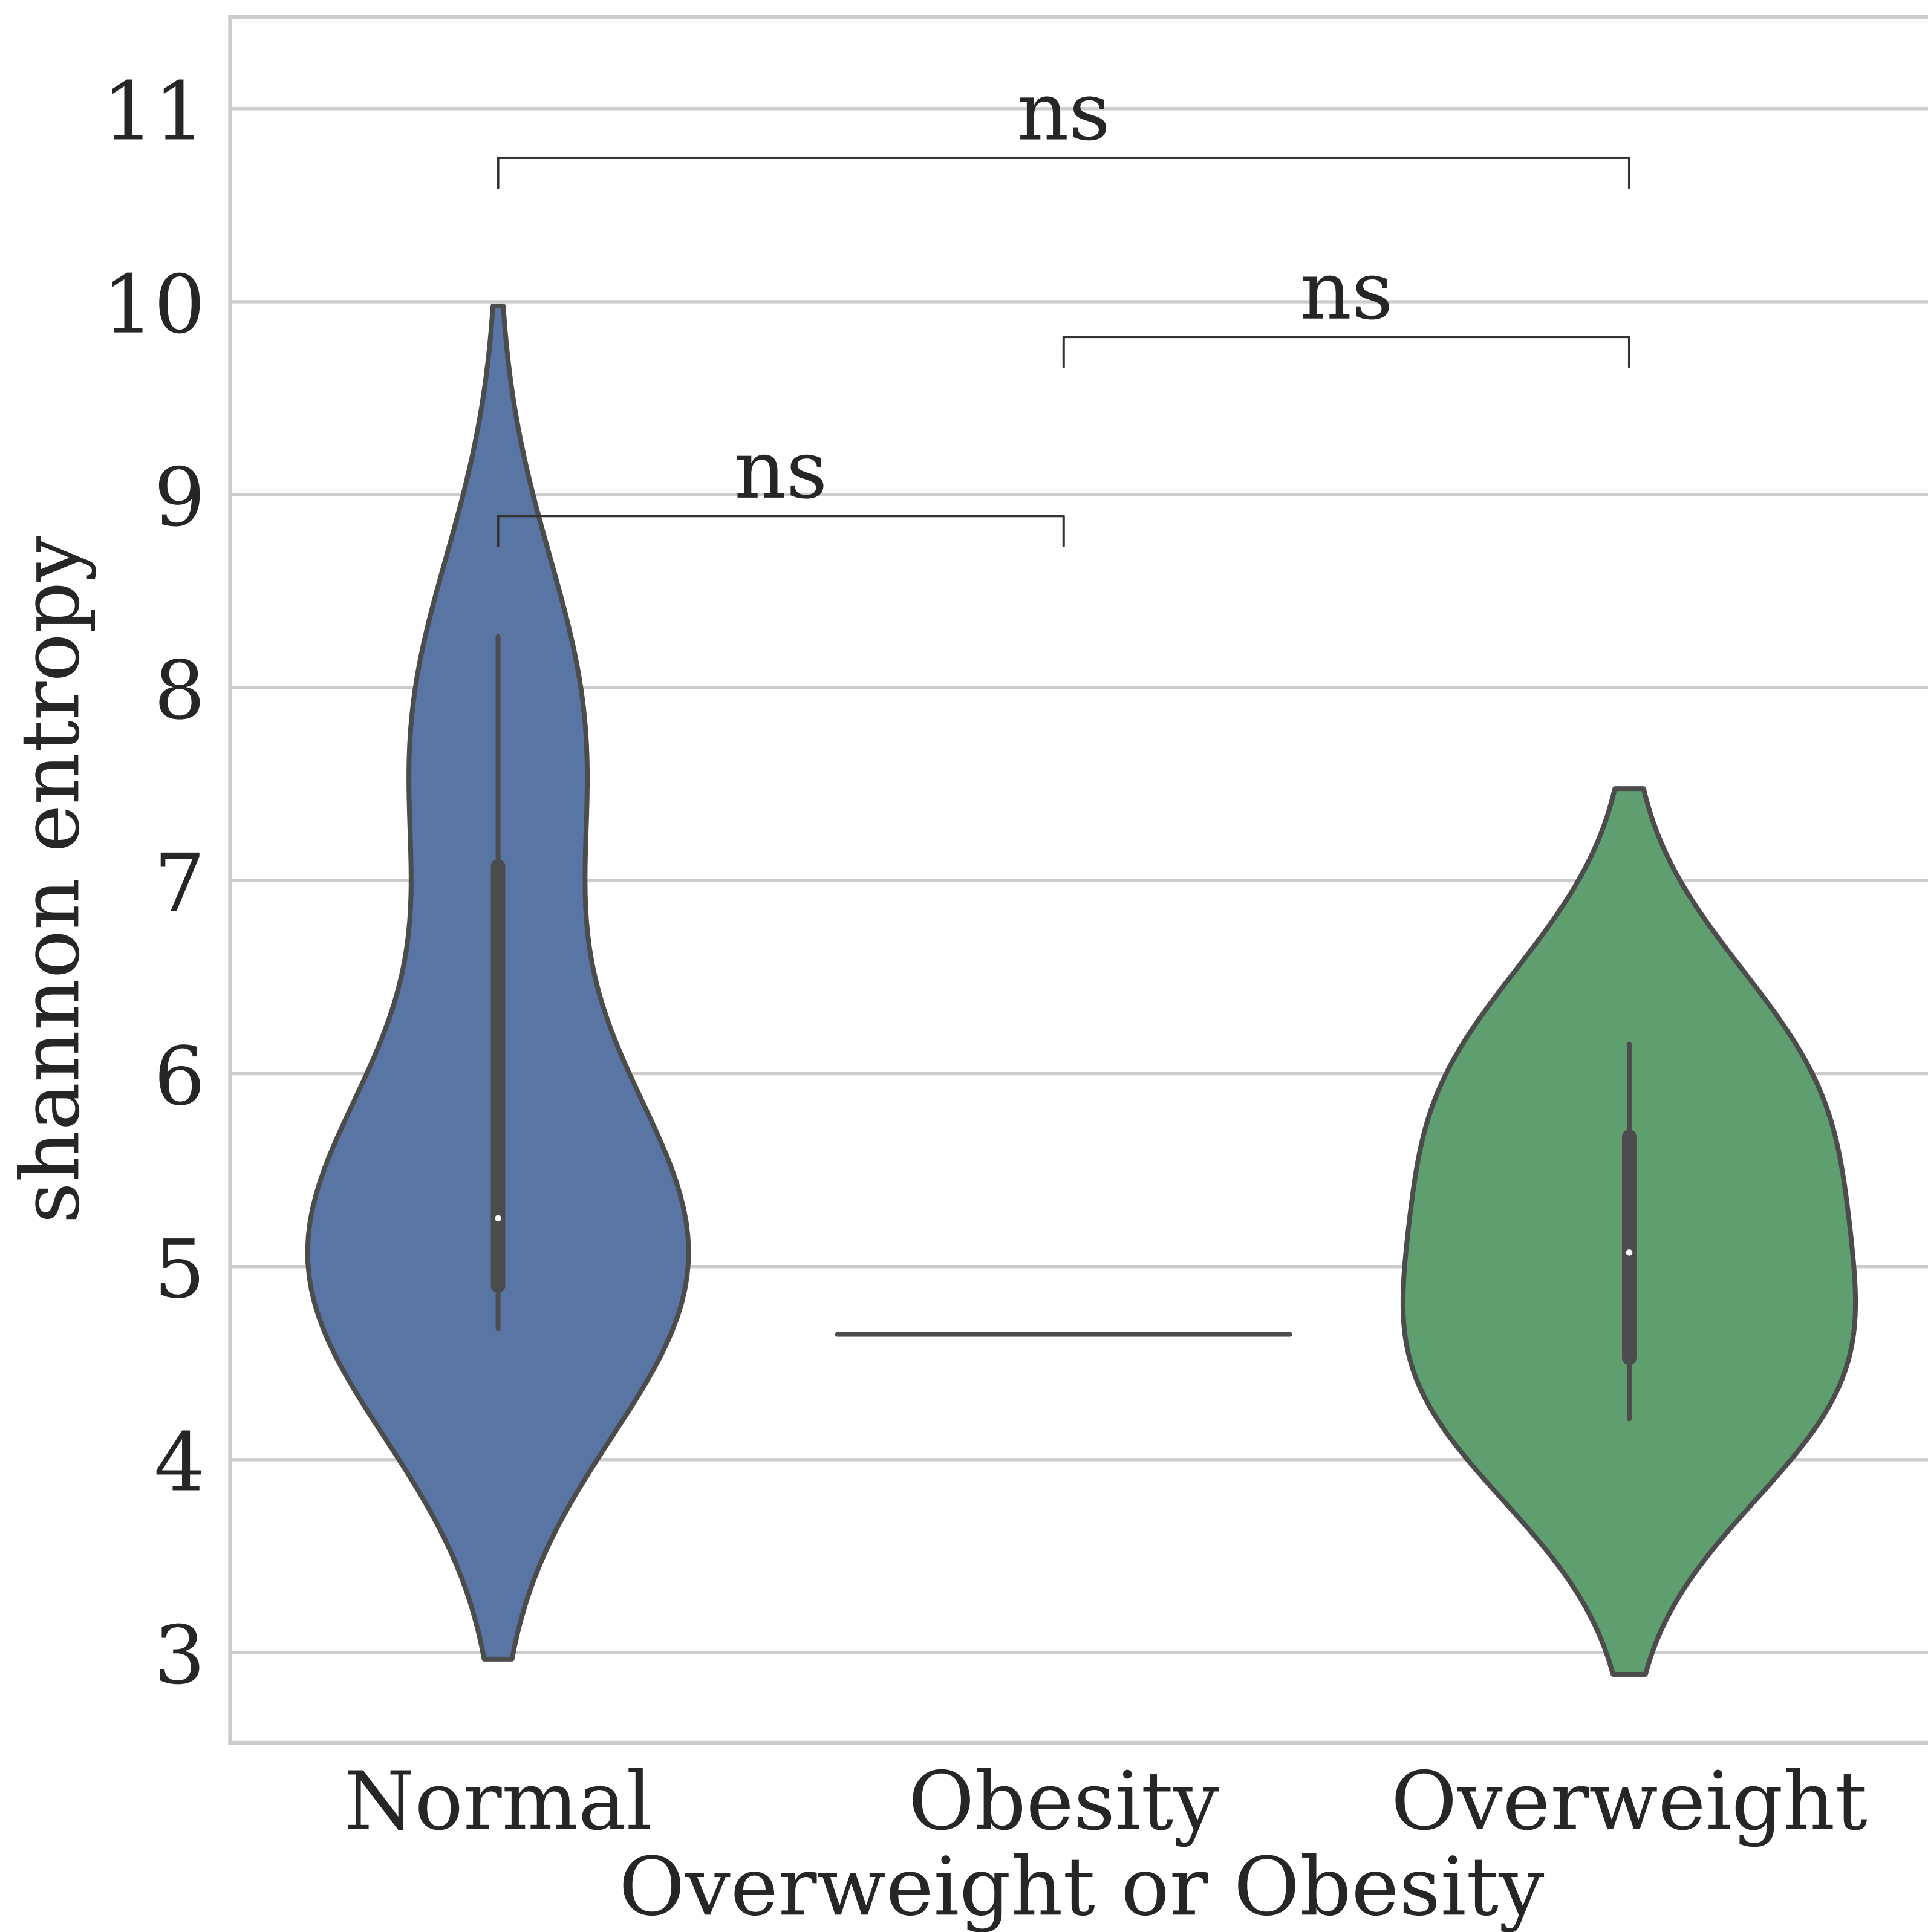 11
ns
10
ns
9
ns
8
7
6
5
4
3
shannon entropy
Normal
Obesity
Overweight
Overweight or Obesity